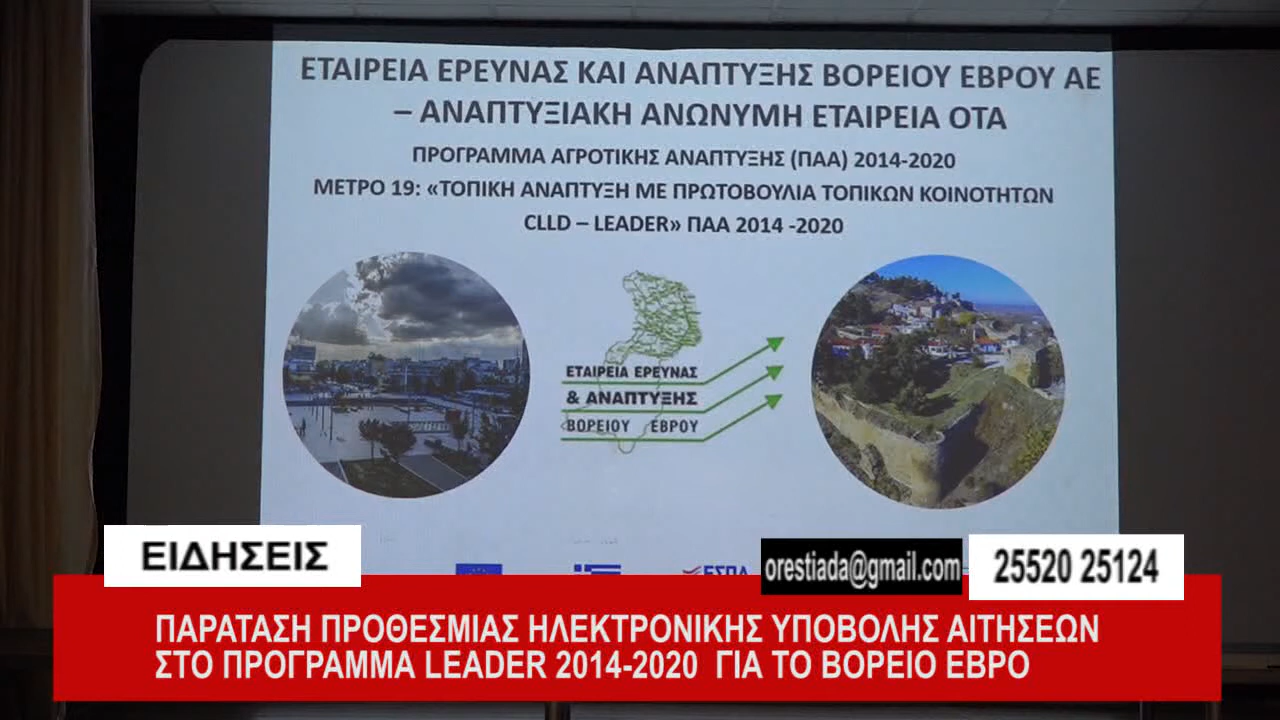 ΕΤΑΙΡΕΙΑ ΕΡΕΥΝΑΣ ΚΑΙ ΑΝΑΠΤΥΞΗΣ ΒΟΡΕΙΟΥ ΕΒΡΟΥ ΑΕ
– ΑΝΑΠΤΥΞΙΑΚΗ ΑΝΩΝΥΜΗ ΕΤΑΙΡΕΙΑ ΟΤΑ
ΠΡΟΓΡΑΜΜΑ ΑΓΡΟΤΙΚΗΣ ΑΝΑΠΤΥΞΗΣ (ΠΑΑ) 2014-2020
ΜΕΤΡΟ 19: «ΤΟΠΙΚΗ ΑΝΑΠΤΥΞΗ ΜΕ ΠΡΩΤΟΒΟΥΛΙΑ ΤΟΠΙΚΩΝ ΚΟΙΝΟΤΗΤΩΝ
CLLD – LEADER» ΠΑΑ 2014 -2020
ΕΤΑΙΡΕΙΑ ΕΡΕΥΝΑΣ
& ΑΝΑΠΤΥΞΗΣ
ΒΟΡΕΙΟΥ ΕΒΡΟΥ
ΕΣΠΑ
ΕΙΔΗΣΕΙΣ
orestiada@gmail.com
25520 25124
ΠΑΡΑΤΑΣΗ ΠΡΟΘΕΣΜΙΑΣ ΗΛΕΚΤΡΟΝΙΚΗΣ ΥΠΟΒΟΛΗΣ ΑΙΤΗΣΕΩΝ
ΣΤΟ ΠΡΟΓΡΑΜΜΑ LEADER 2014-2020 ΓΙΑ ΤΟ ΒΟΡΕΙΟ ΕΒΡΟ